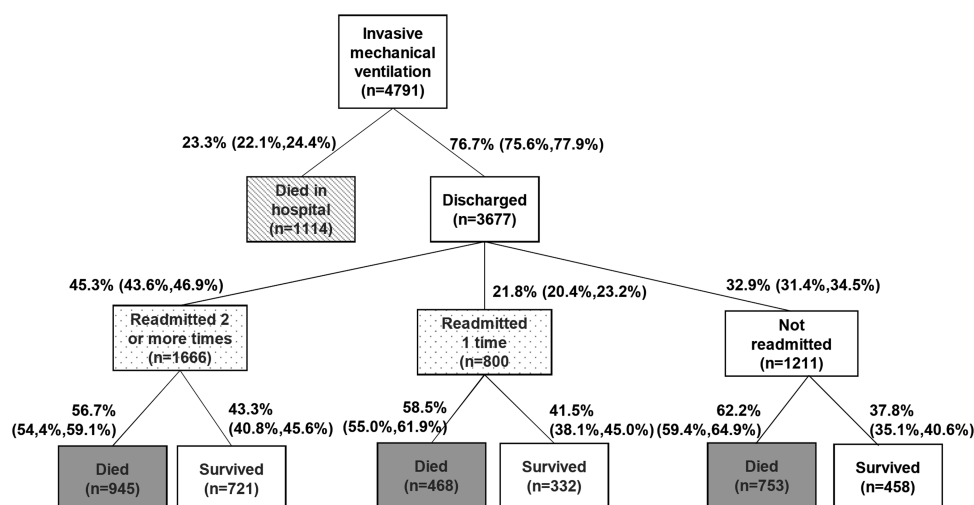 Invasive
mechanical
ventilation
(n=4791)
23.3% (22.1%,24.4%)
76.7% (75.6%,77.9%)
Died in
hospital
(n=1114)
Discharged
(n=3677)
45.3% (43.6%,46.9%)
21.8% (20.4%,23.2%)
32.9% (31.4%,34.5%)
Readmitted 2
or more times
(n=1666)
Readmitted
1 time
(n=800
Not
readmitted
(n=1211)
56.7%
(54,4%,59.1%)
43.3%
(40.8%,45.6%)
58.5%
(55.0%,61.9%)
41.5%
(38.1%,45.0%)
62.2%
(59.4%,64.9%)
37.8%
(35.1%,40.6%)
Died
(n=945)
Survived
(n=721)
Died
(n=468)
Survived
(n=332)
Died
(n=753)
Survived
(n=458)